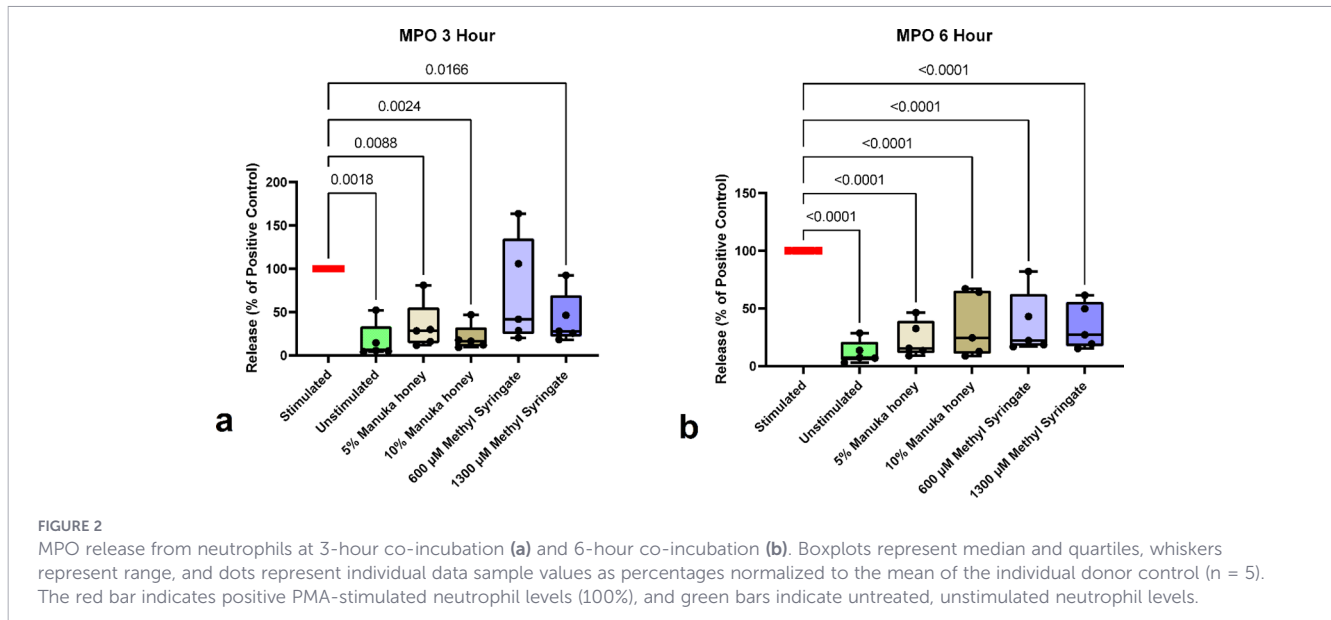 MPO 3 Hour
0.0166
0.0024
0.0088
0.0018
Release (% of Positive Control)
200
150
100
50
0
Stimulated
Unstimulated
5% Manuka honey
10% Manuka honey
600 µM Methyl Syringate
1300 µM Methyl Syringate
a
MPO 6 Hour
<0.0001
<0.0001
<0.0001
<0.0001
<0.0001
Release (% of Positive Control)
150
100
50
0
Stimulated
Unstimulated
5% Manuka honey
10% Manuka honey
600 µM Methyl Syringate
1300 µM Methyl Syringate
b
FIGURE 2
MPO release from neutrophils at 3-hour co-incubation (a) and 6-hour co-incubation (b). Boxplots represent median and quartiles, whiskers
represent range, and dots represent individual data sample values as percentages normalized to the mean of the individual donor control (n = 5).
The red bar indicates positive PMA-stimulated neutrophil levels (100%), and green bars indicate untreated, unstimulated neutrophil levels.